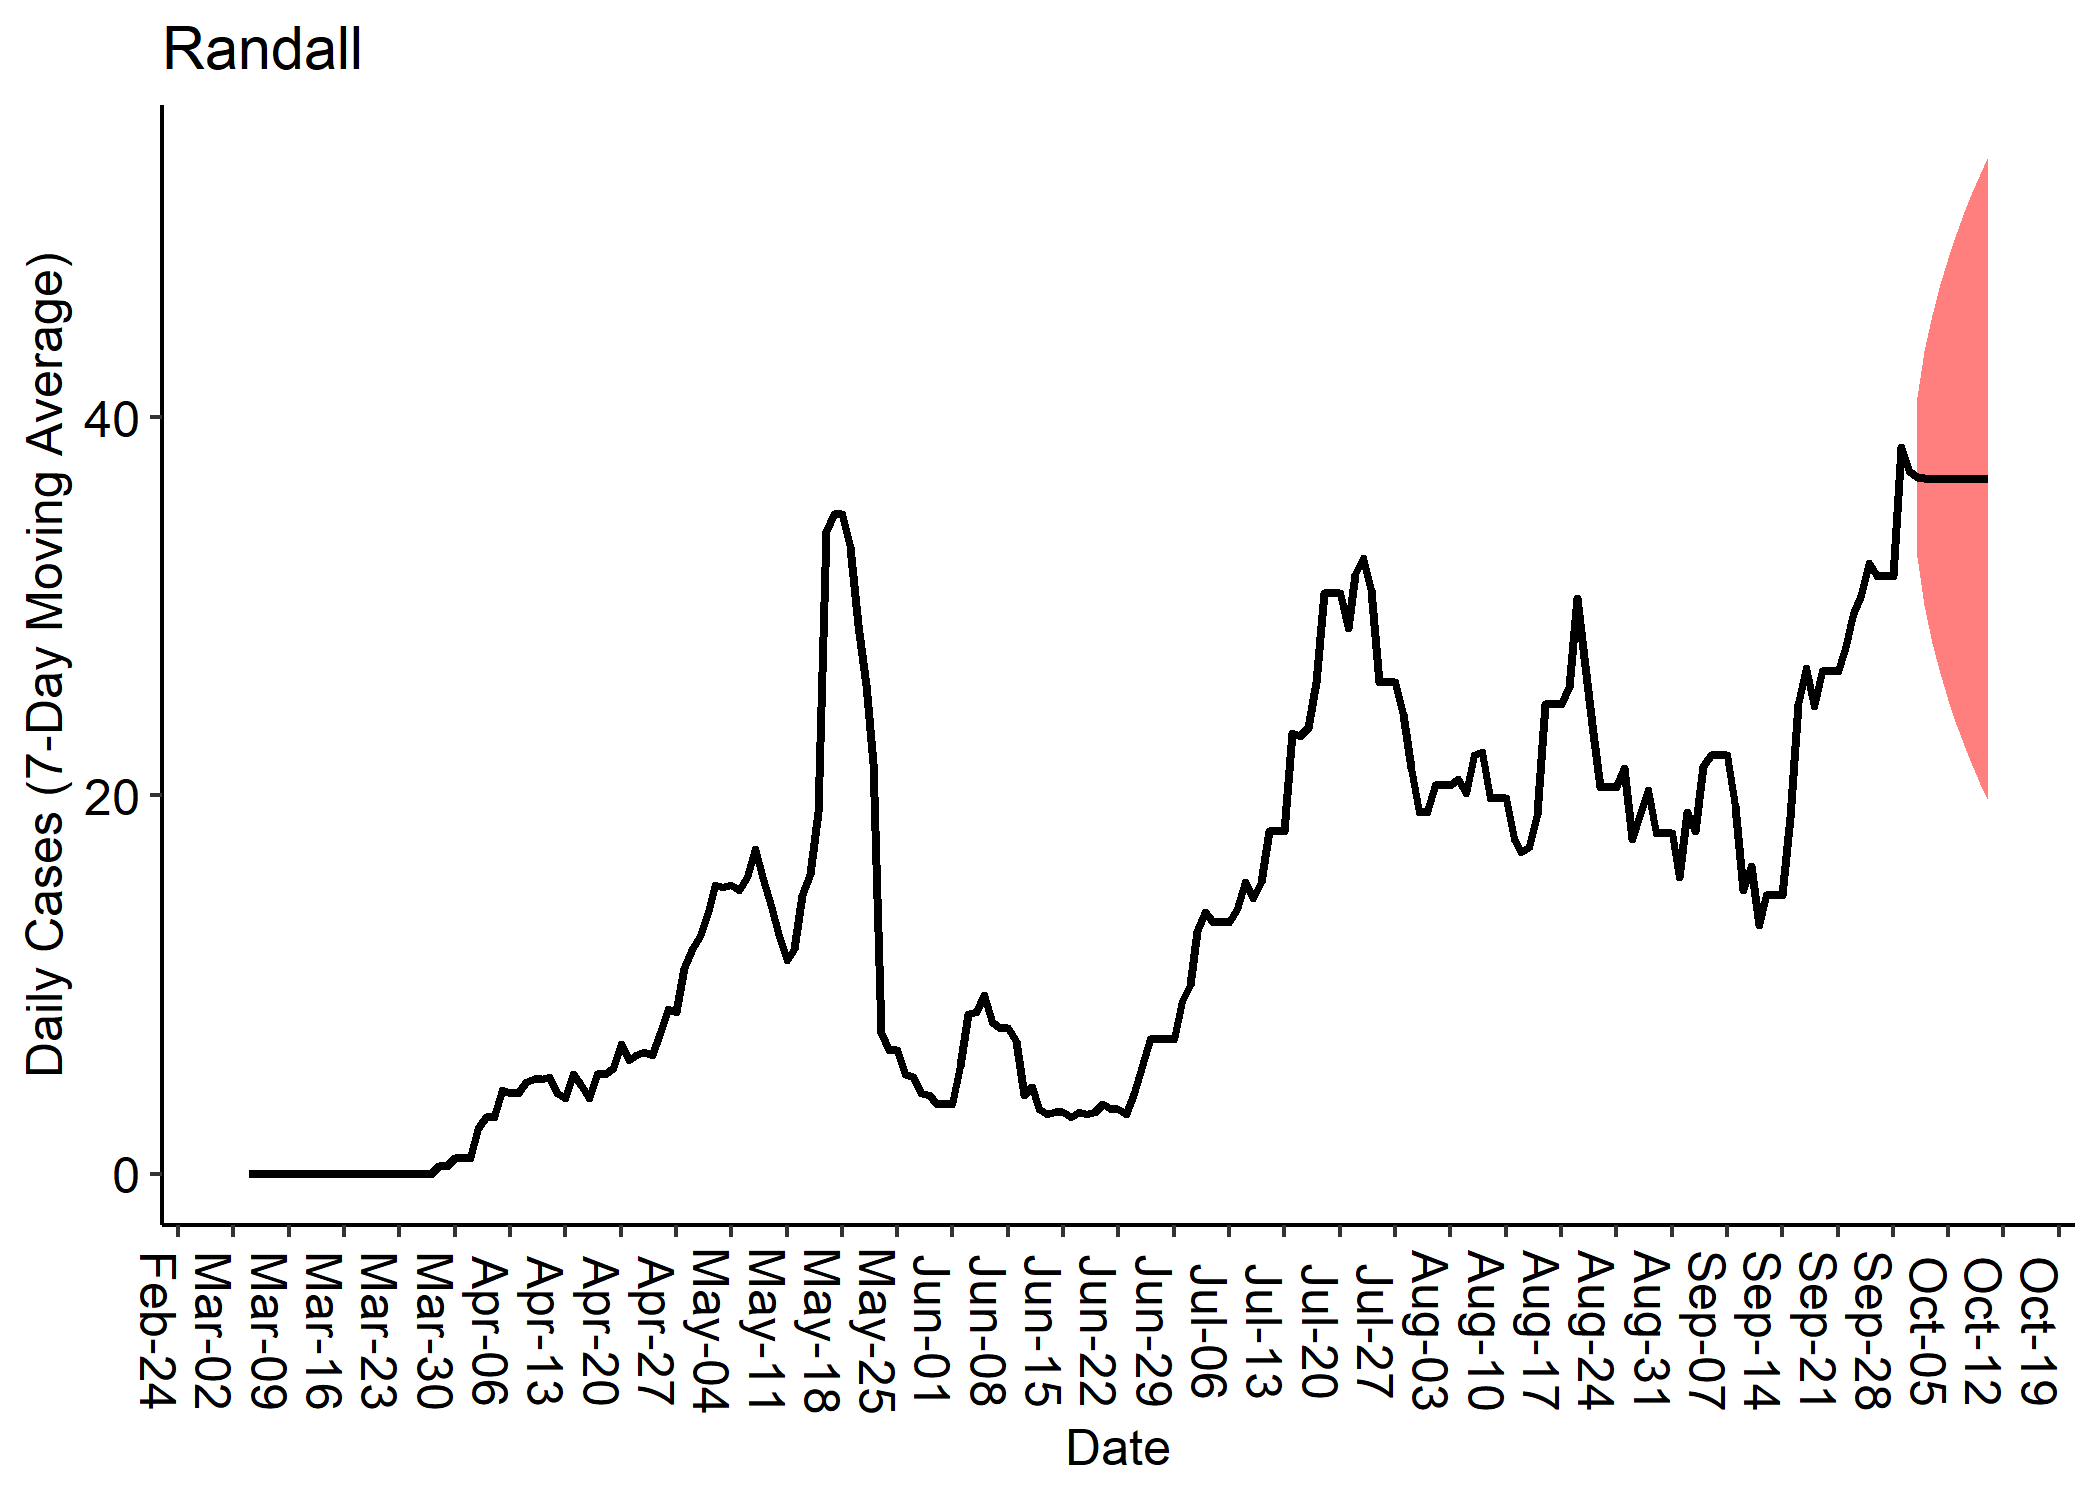 Randall
Daily Cases (7-Day Moving Average)
40
20
0
Feb-24
Mar-02
Mar-09
Mar-16
Mar-23
Mar-30
Apr-06
Apr-13
Apr-20
Apr-27
May-04
May-11
May-18
May-25
Jun-01
Jun-08
Jun-15
Jun-22
Jun-29
Jul-06
Jul-13
Jul-20
Jul-27
Aug-03
Aug-10
Aug-17
Aug-24
Aug-31
Sep-07
Sep-14
Sep-21
Sep-28
Oct-05
Oct-12
Oct-19
Date